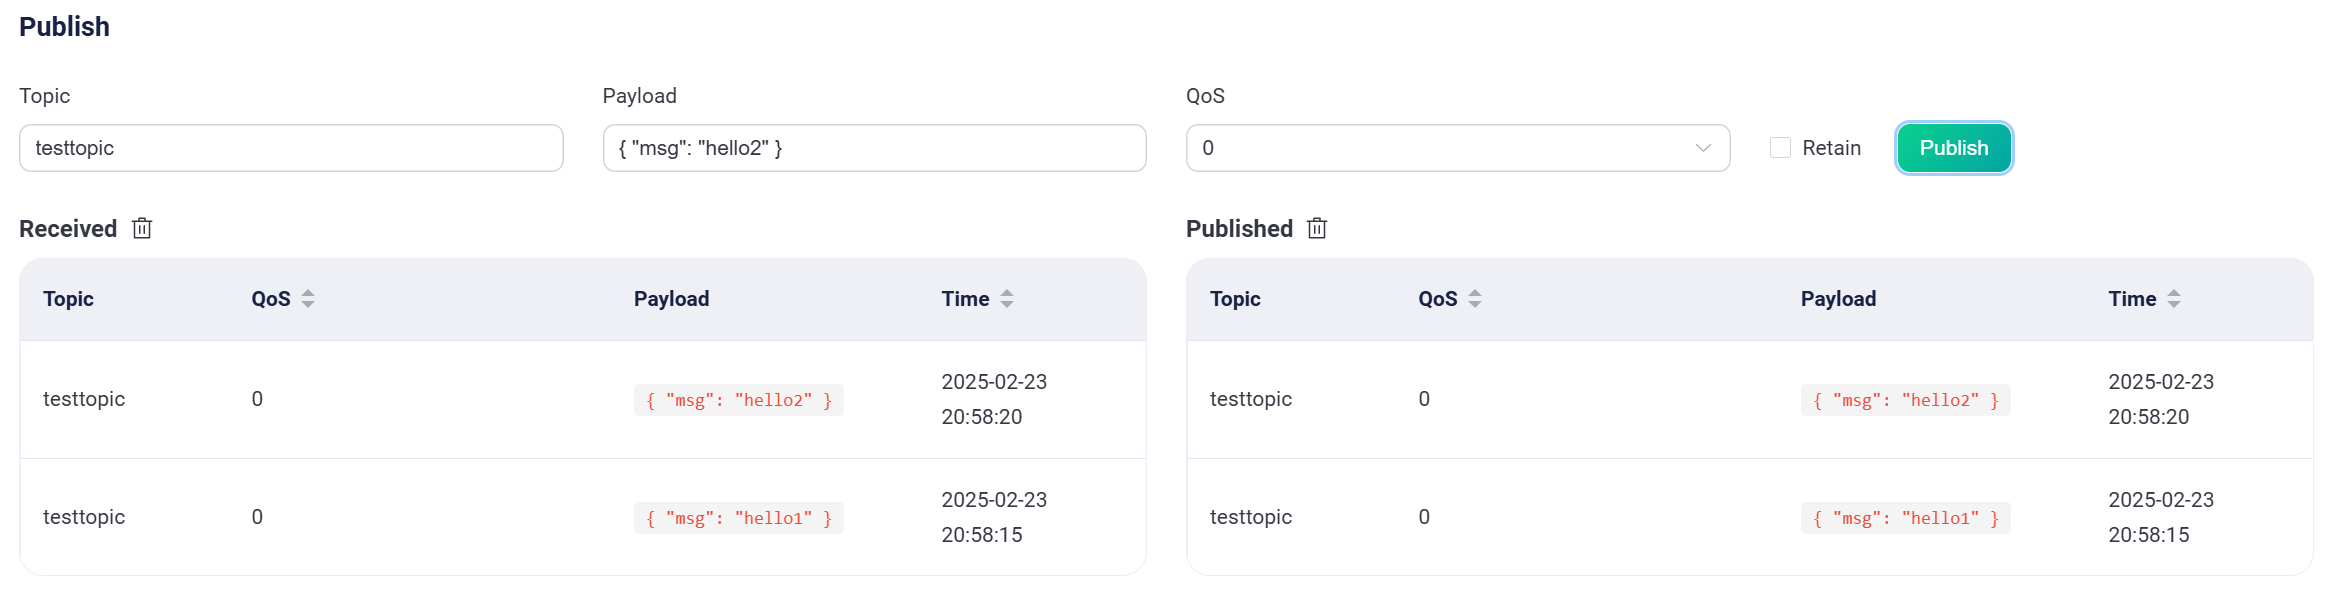 Publish
Topic
Payload
QoS
testtopic
{ "msg": "hello2" }
0
Retain
Publish
Received
Published
Topic QoS Payload Time
Topic QoS Payload Time
testtopic 0 { "msg": "hello2" } 2025-02-23
20:58:20
testtopic 0 { "msg": "hello2" } 2025-02-23
20:58:20
testtopic 0 { "msg": "hello1" } 2025-02-23
20:58:15
testtopic 0 { "msg": "hello1" } 2025-02-23
20:58:15